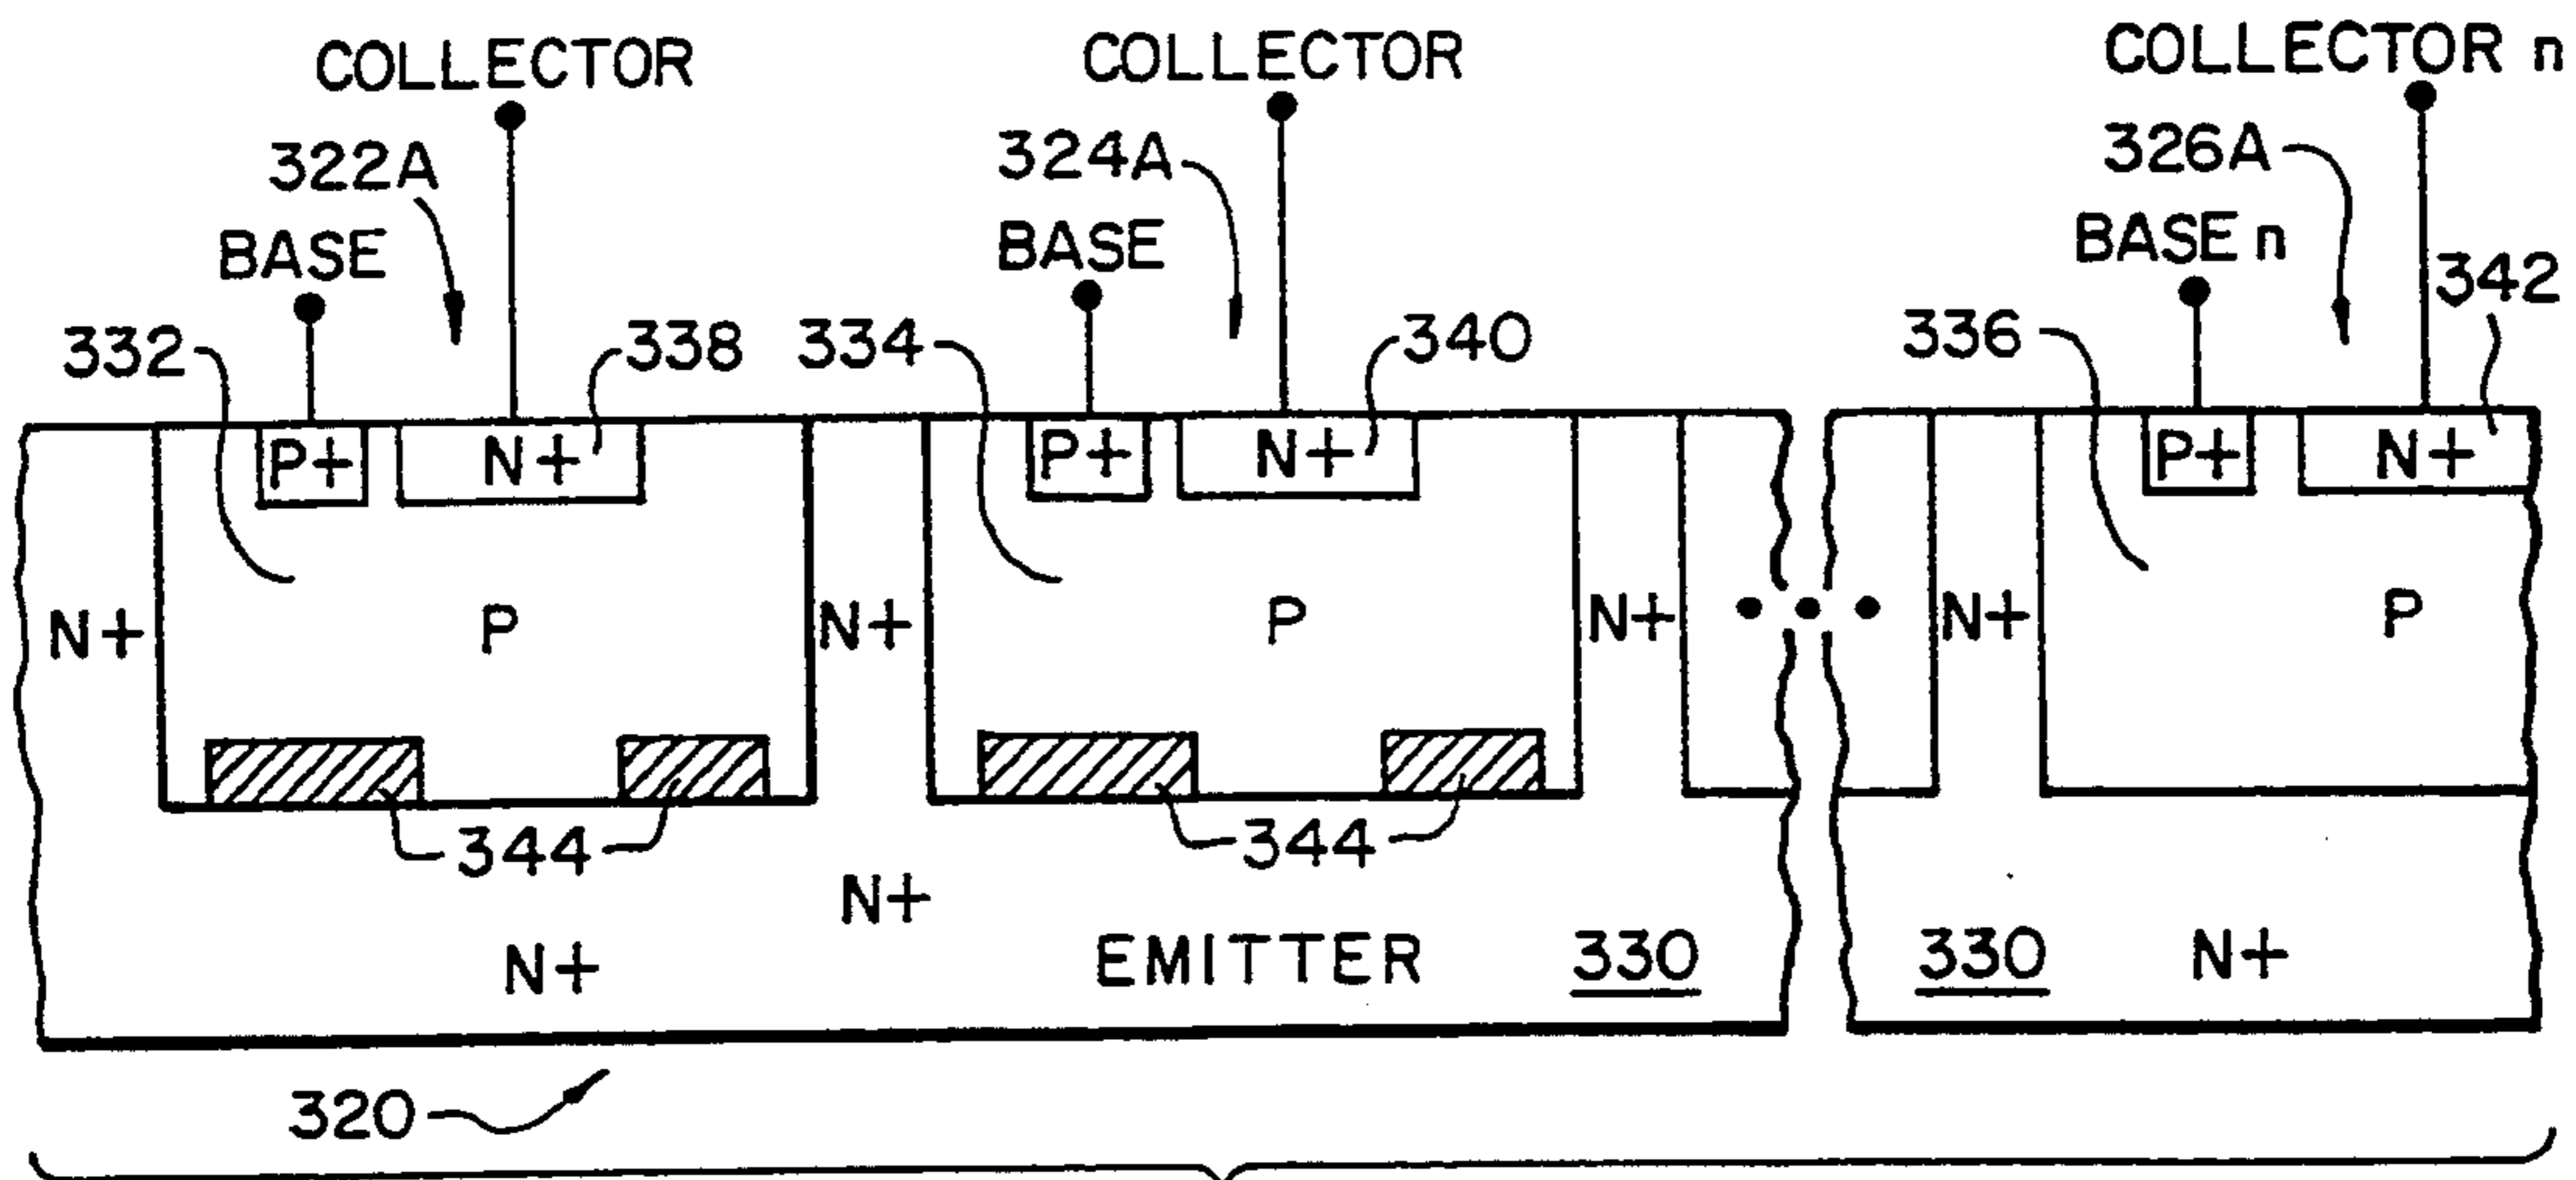 COLLECTOR COLLECTOR COLLECTOR n
322A 324A 326A
BASE BASE BASE n 342
332 338 334 340 336
P+ N+ P+ N+ P+ N+
N+ P N+ P N+ N+ P
344 344
N+
N+ EMITTER 330 330 N+
320